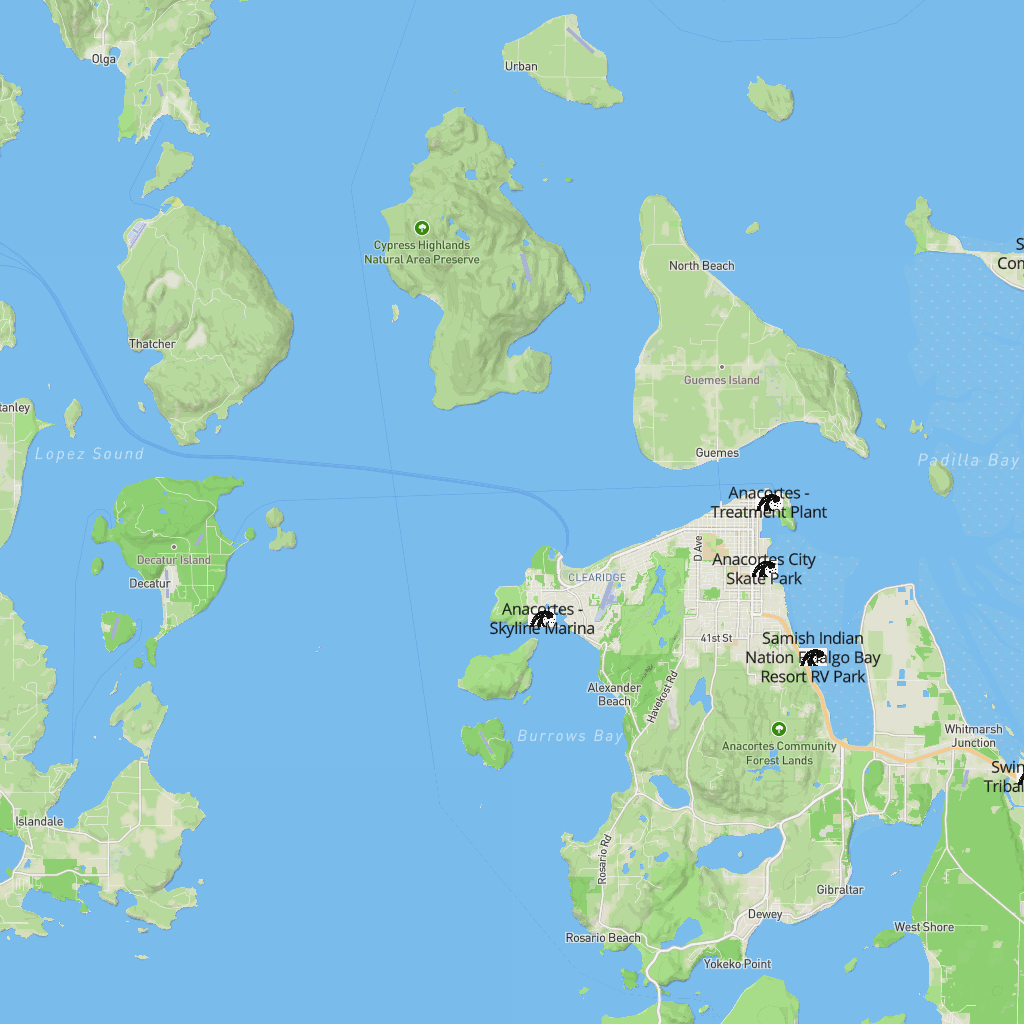 Olga
Urban
Cypress Highlands
Natural Area Preserve
North Beach
Thatcher
Guemes Island
Lopez Sound
Guemes
Padilla Bay
Anacortes -
Treatment Plant
D Ave
Decatur Island
Decatur
CLEARIDGE
Anacortes City
Skate Park
Anacortes -
Skyline Marina
41st St
Samish Indian
Nation Fidalgo Bay
Resort RV Park
Alexander
Beach
Havekost Rd
Burrows Bay
Anacortes Community
Forest Lands
Whitmarsh
Junction
Islandale
Rosario Rd
Gibraltar
Dewey
Rosario Beach
West Shore
Yokeko Point